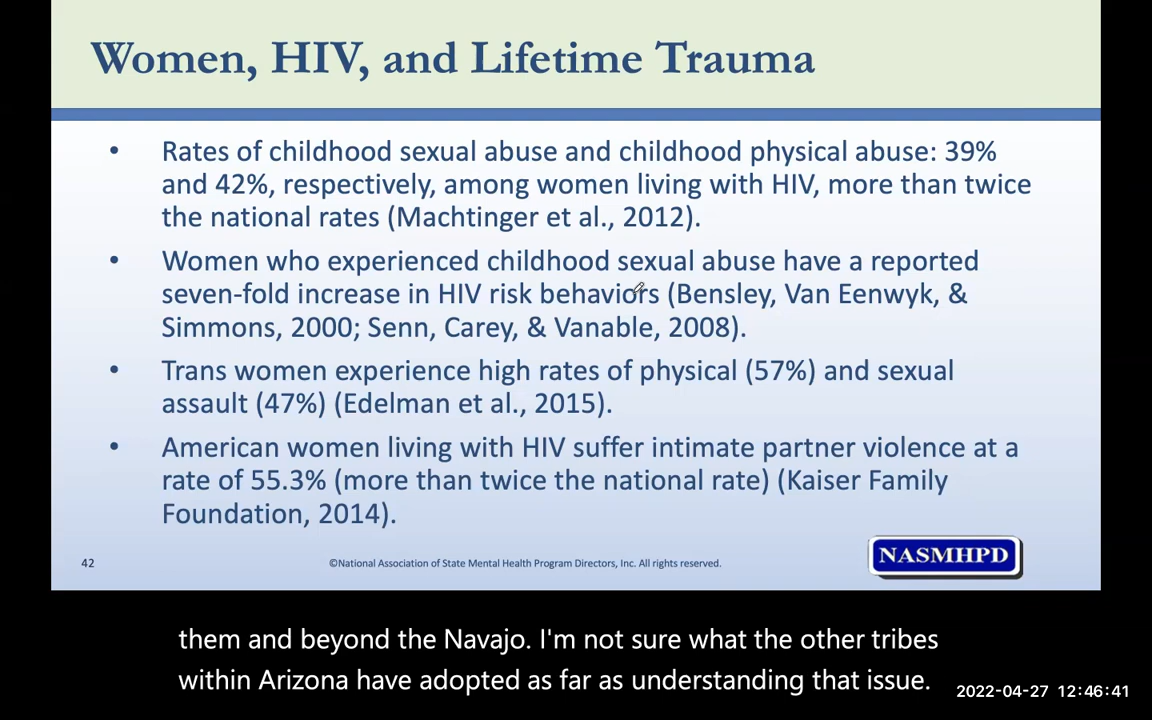 Women, HIV, and Lifetime Trauma
• Rates of childhood sexual abuse and childhood physical abuse: 39%
and 42%, respectively, among women living with HIV, more than twice
the national rates (Machtinger et al., 2012).
• Women who experienced childhood sexual abuse have a reported
seven-fold increase in HIV risk behaviors (Bensley, Van Eenwyk, &
Simmons, 2000; Senn, Carey, & Vanable, 2008).
• Trans women experience high rates of physical (57%) and sexual
assault (47%) (Edelman et al., 2015).
• American women living with HIV suffer intimate partner violence at a
rate of 55.3% (more than twice the national rate) (Kaiser Family
Foundation, 2014).
42
©National Association of State Mental Health Program Directors, Inc. All rights reserved.
NASMHPD
them and beyond the Navajo. I'm not sure what the other tribes
within Arizona have adopted as far as understanding that issue.
2022-04-27 12:46:41